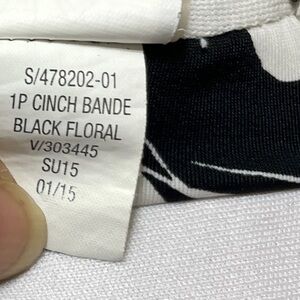 S/478202-01
1P CINCH BANDE
BLACK FLORAL
V/303445
SU15
01/15